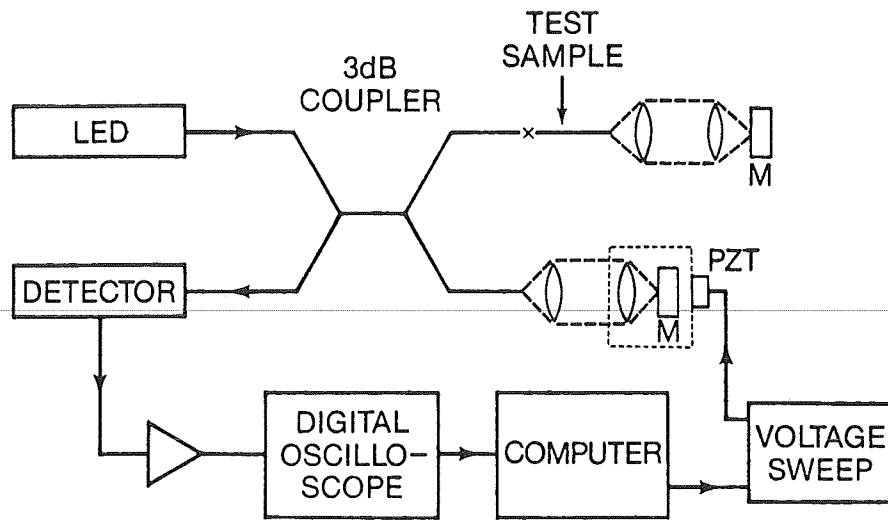 TEST
SAMPLE
3dB
COUPLER
LED
×
M
DETECTOR
PZT
M
DIGITAL
OSCILLO-
SCOPE
COMPUTER
VOLTAGE
SWEEP